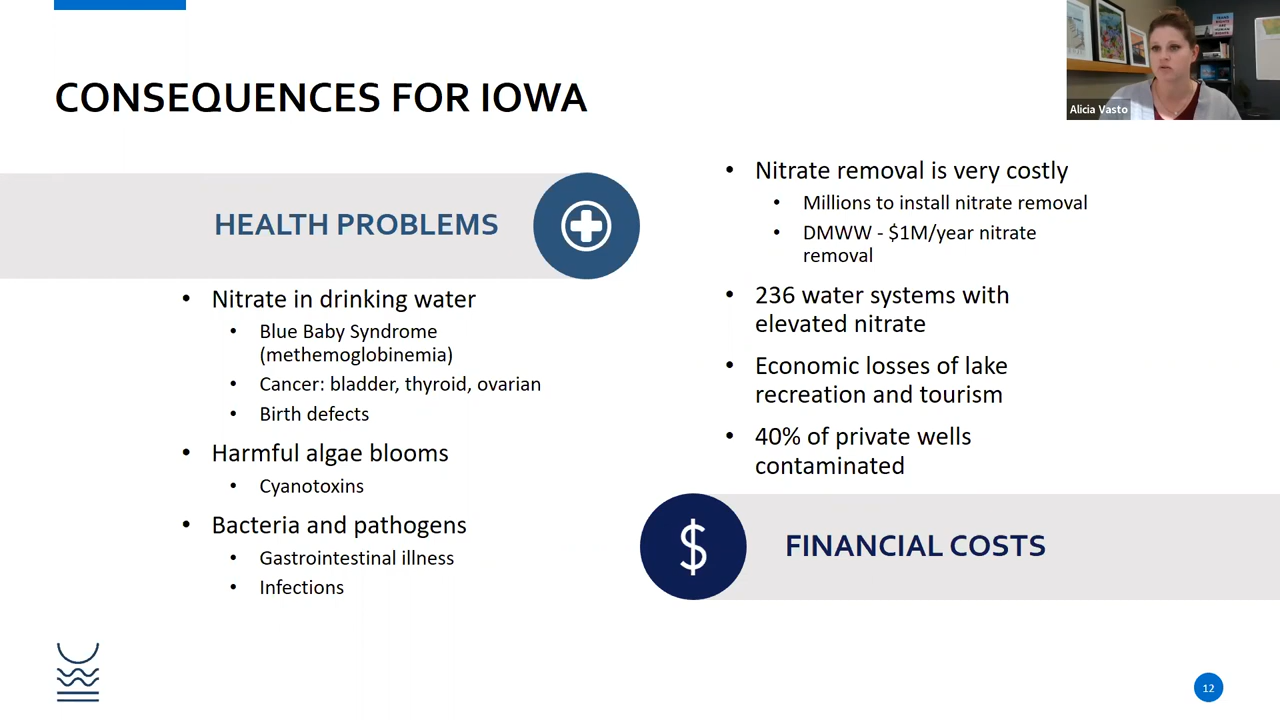 CONSEQUENCES FOR IOWA
Alicia Vasto
HEALTH PROBLEMS
• Nitrate in drinking water
• Blue Baby Syndrome
(methemoglobinemia)
• Cancer: bladder, thyroid, ovarian
• Birth defects
• Harmful algae blooms
• Cyanotoxins
• Bacteria and pathogens
• Gastrointestinal illness
• Infections
• Nitrate removal is very costly
• Millions to install nitrate removal
• DMWW - $1M/year nitrate
removal
• 236 water systems with
elevated nitrate
• Economic losses of lake
recreation and tourism
• 40% of private wells
contaminated
$
FINANCIAL COSTS
12